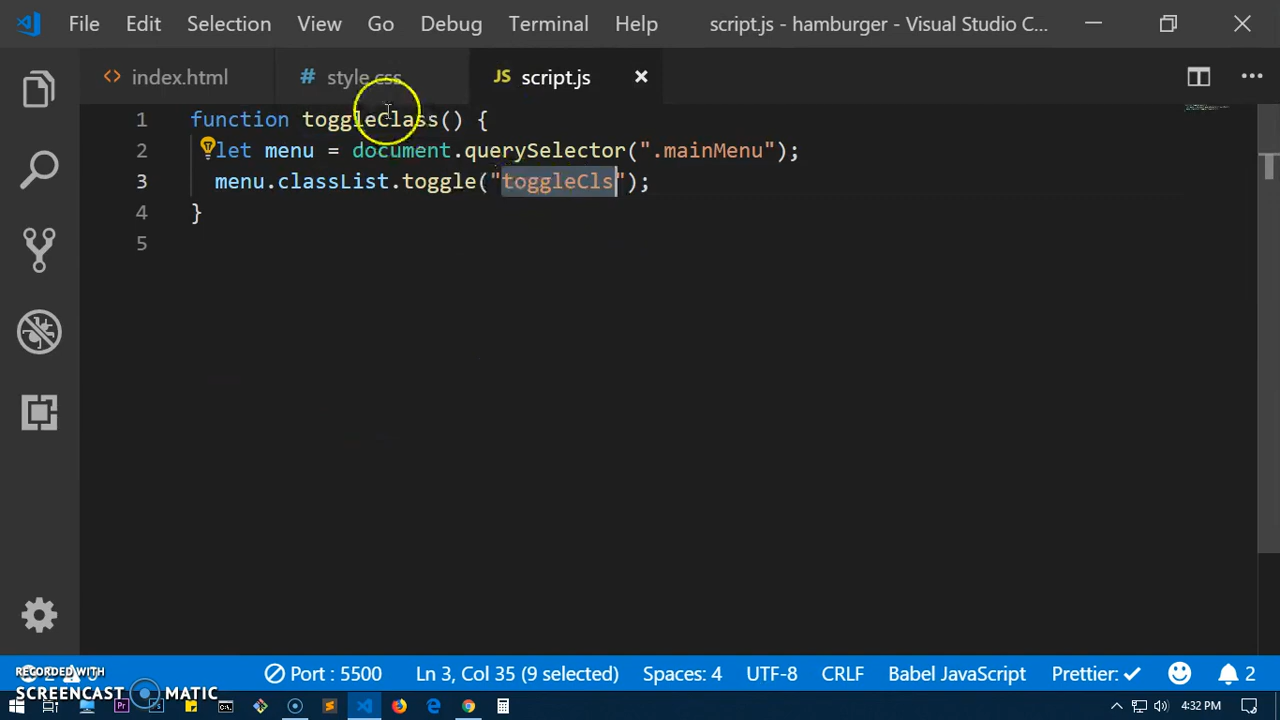 File Edit Selection View Go Debug Terminal Help script.js - hamburger - Visual Studio C...
<> index.html # style.css JS script.js
1 function toggleClass() {
2 let menu = document.querySelector(".mainMenu");
3 menu.classList.toggle("toggleCls");
4 }
5
Port : 5500 Ln 3, Col 35 (9 selected) Spaces: 4 UTF-8 CRLF Babel JavaScript Prettier: ✓ 2
RECORDED WITH
SCREENCAST MATIC
4:32 PM